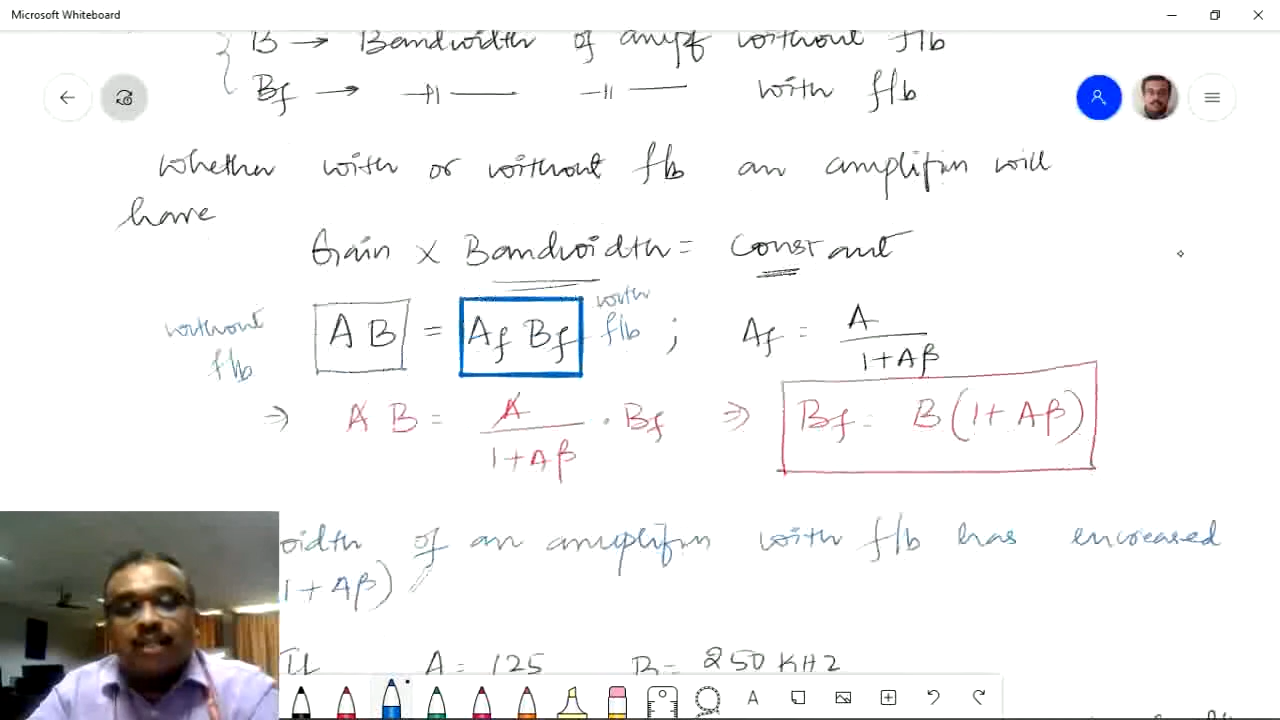 Microsoft Whiteboard
B → Bandwidth of ampf without f/b
Bf → —||— —||— with f/b
Whether with or without f/b an amplifier will
have
Gain × Bandwidth = Constant
without f/b AB = Af Bf with f/b ; Af = A / 1+Aβ
⇒ AB = A / 1+Aβ . Bf ⇒ Bf = B(1+Aβ)
width of an amplifier with f/b has encreased
1+Aβ)
A = 125 B = 250 KHZ